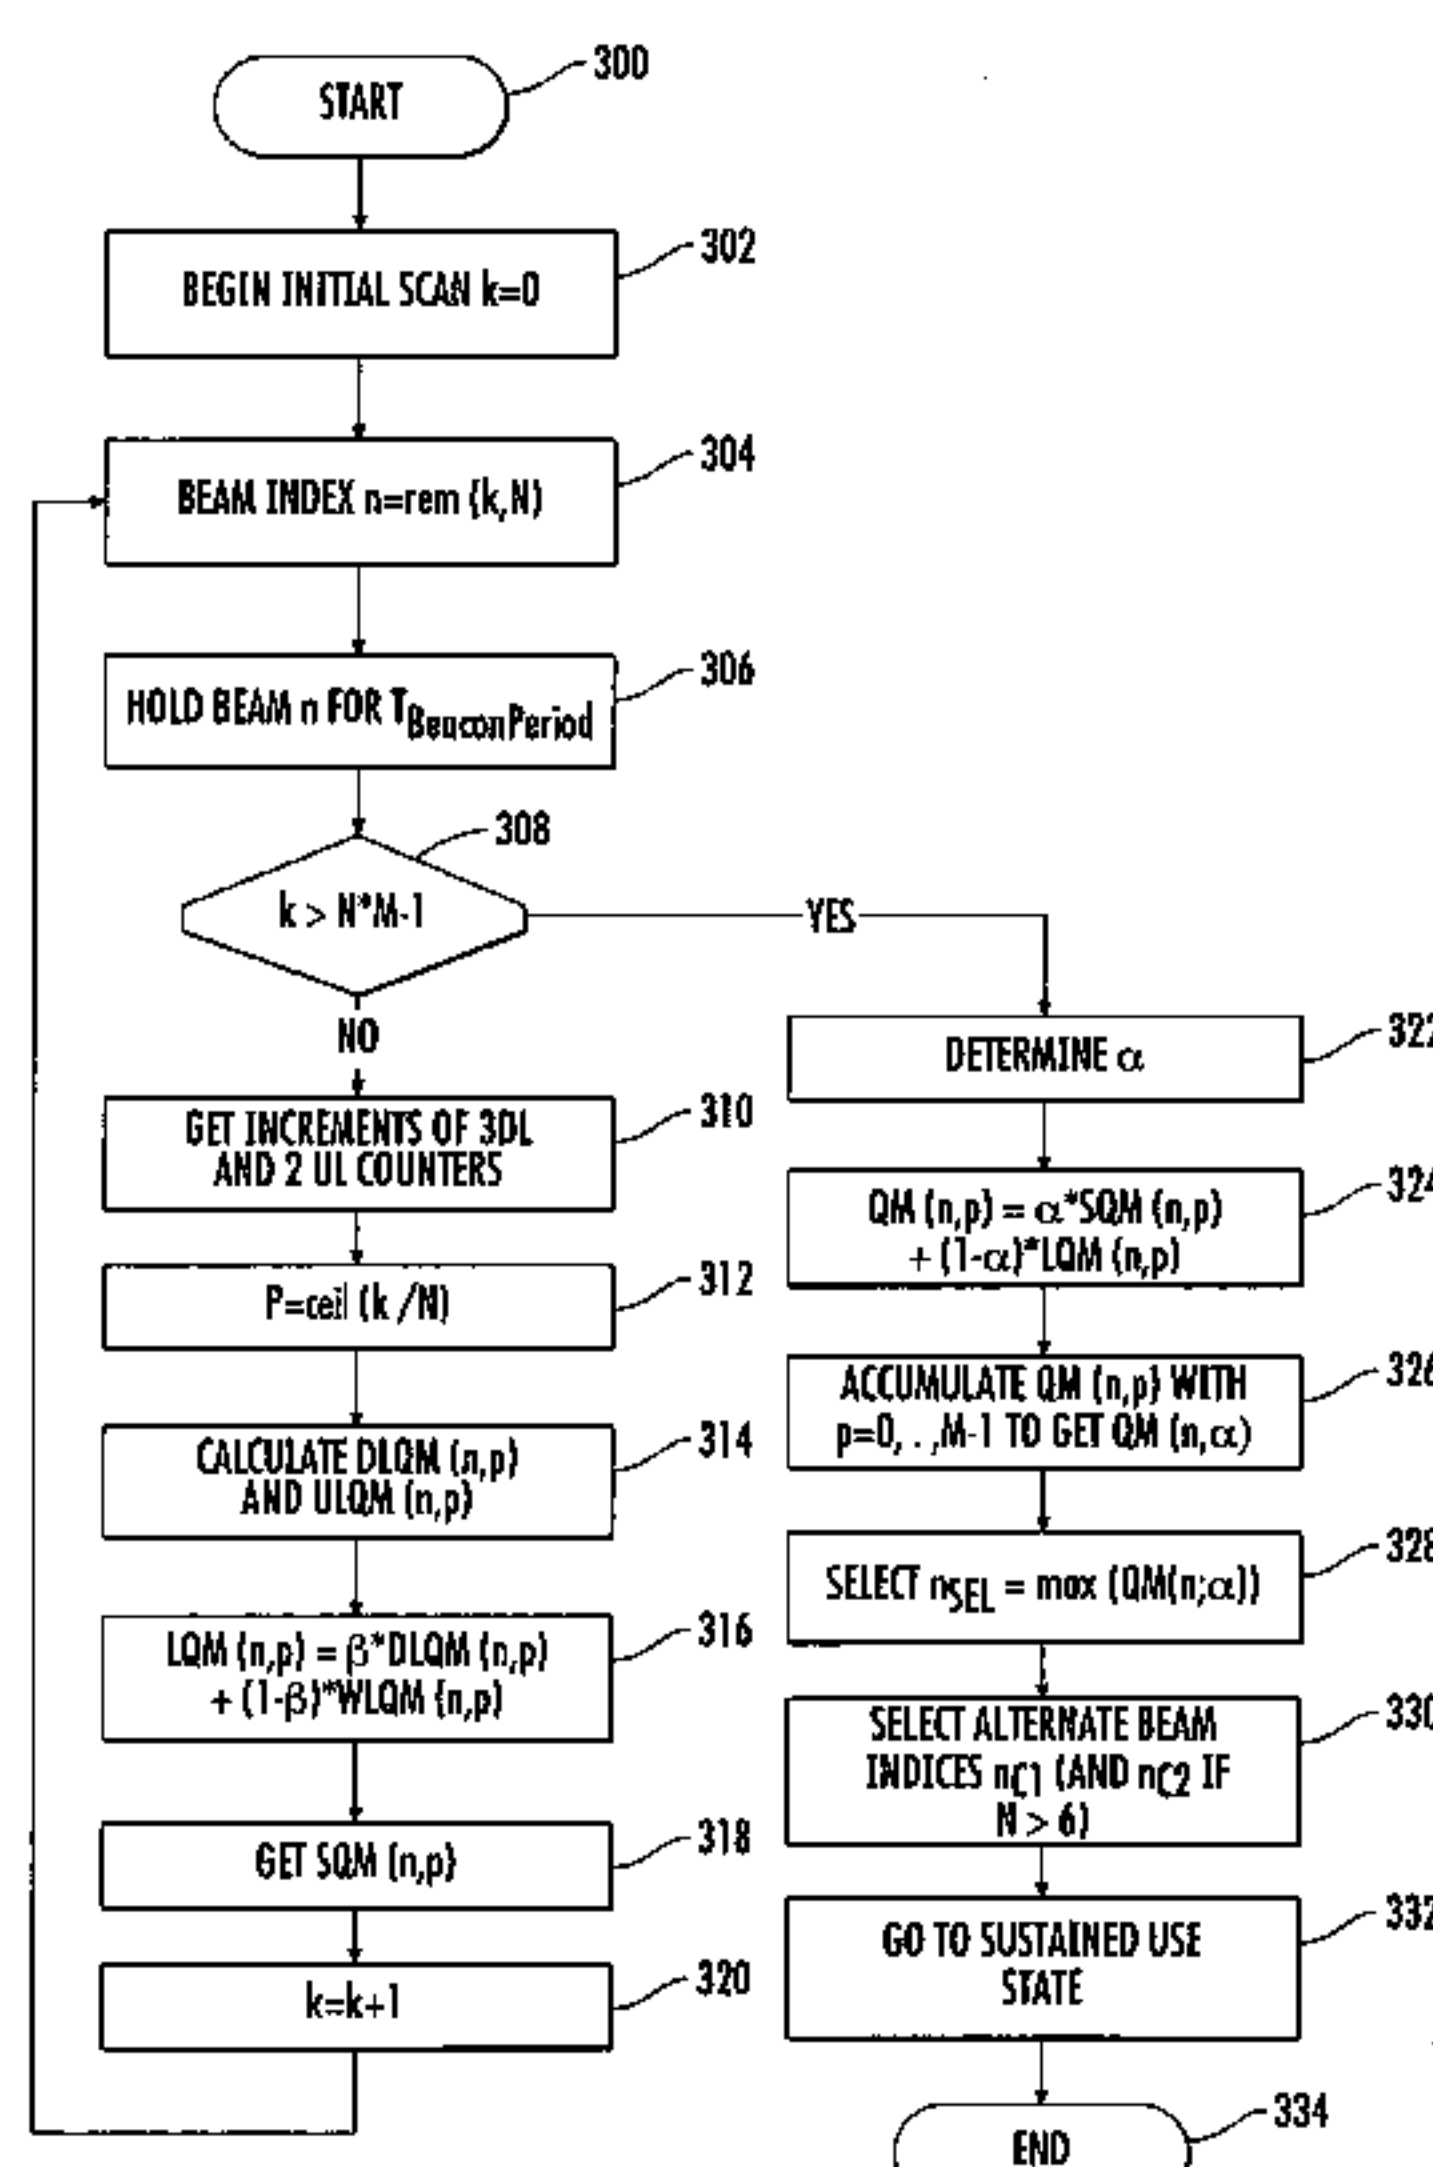 START
300
BEGIN INITIAL SCAN k=0
302
BEAM INDEX n=rem (k,N)
304
HOLD BEAM n FOR TBeaconPeriod
306
k > N*M-1
308
YES
NO
GET INCREMENTS OF 3DL
AND 2 UL COUNTERS
310
P=ceil (k /N)
312
CALCULATE DLQM (n,p)
AND ULQM (n,p)
314
LQM (n,p) = β*DLQM (n,p)
+ (1-β)*WLQM (n,p)
316
GET SQM (n,p)
318
k=k+1
320
DETERMINE α
322
QM (n,p) = α*SQM (n,p)
+ (1-α)*LQM (n,p)
324
ACCUMULATE QM (n,p) WITH
p=0, . ,M-1 TO GET QM (n,α)
326
SELECT nSEL = max (QM(n;α))
328
SELECT ALTERNATE BEAM
INDICES nC1 (AND nC2 IF
N > 6)
330
GO TO SUSTAINED USE
STATE
332
END
334